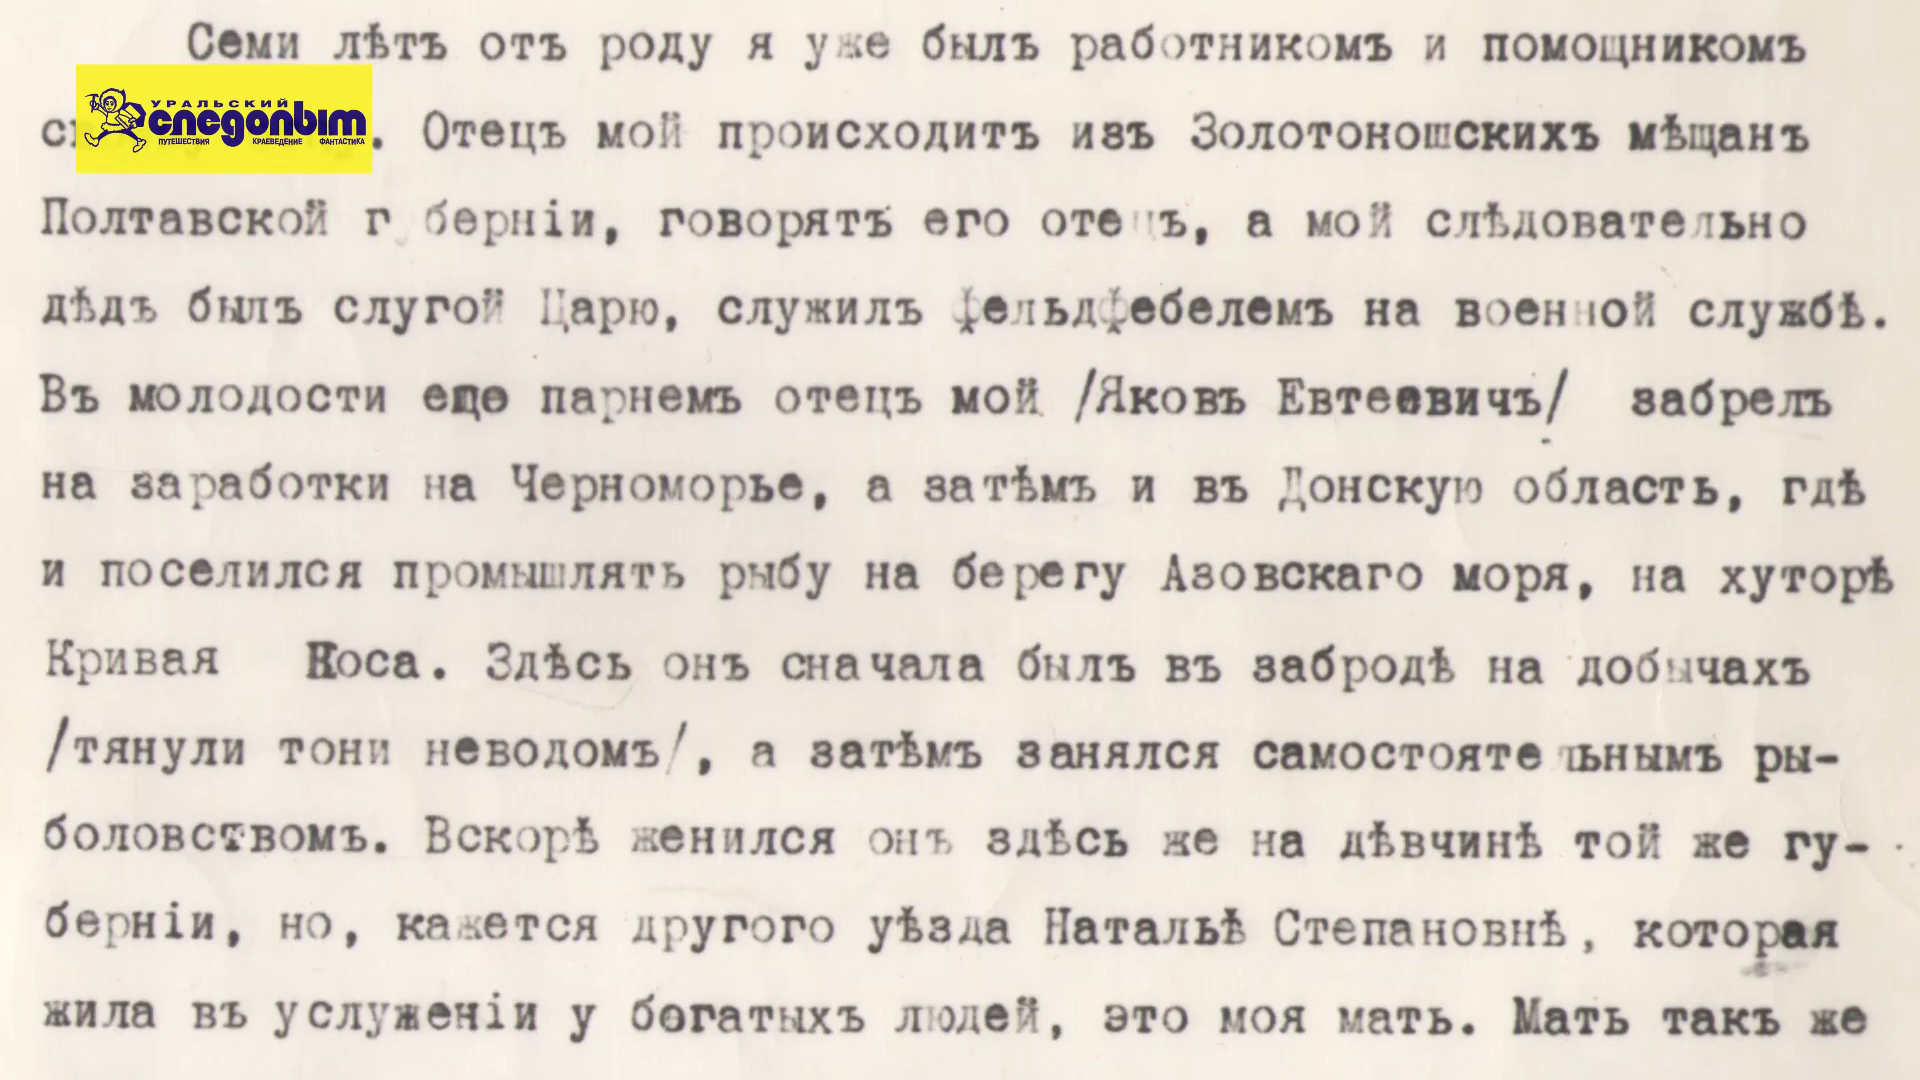 Семи лѣтъ отъ роду я уже былъ работникомъ и помощникомъ
УРАЛЬСКИЙ
следопыт
ПУТЕШЕСТВИЯ КРАЕВЕДЕНИЕ ФАНТАСТИКА
. Отецъ мой происходитъ изъ Золотоношскихъ мѣщанъ
Полтавской губерніи, говорятъ его отецъ, а мой слѣдовательно
дѣдъ былъ слугой Царю, служилъ фельдфебелемъ на военной службѣ.
Въ молодости еще парнемъ отецъ мой /Яковъ Евтеевичъ/ забрелъ
на заработки на Черноморье, а затѣмъ и въ Донскую область, гдѣ
и поселился промышлять рыбу на берегу Азовскаго моря, на хуторѣ
Кривая Коса. Здѣсь онъ сначала былъ въ забродѣ на добычахъ
/тянули тони неводомъ/, а затѣмъ занялся самостоятельнымъ ры-
боловствомъ. Вскорѣ женился онъ здѣсь же на дѣвчинѣ той же гу-
берніи, но, кажется другого уѣзда Натальѣ Степановнѣ, которая
жила въ услуженіи у богатыхъ людей, это моя мать. Мать такъ же